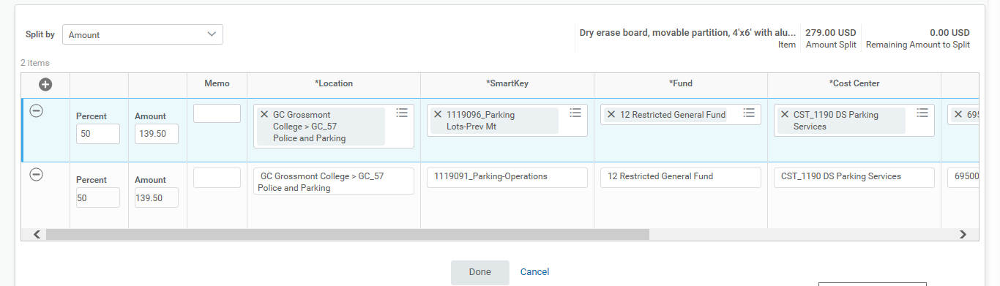 Split by
Amount
Dry erase board, movable partition, 4'x6' with alu...
Item
279.00 USD
Amount Split
0.00 USD
Remaining Amount to Split
2 items
Memo
*Location
*SmartKey
*Fund
*Cost Center
Percent
50
Amount
139.50
GC Grossmont
College > GC_57
Police and Parking
1119096_Parking
Lots-Prev Mt
12 Restricted General Fund
CST_1190 DS Parking
Services
695
Percent
50
Amount
139.50
GC Grossmont College > GC_57
Police and Parking
1119091_Parking-Operations
12 Restricted General Fund
CST_1190 DS Parking Services
69500
Done
Cancel